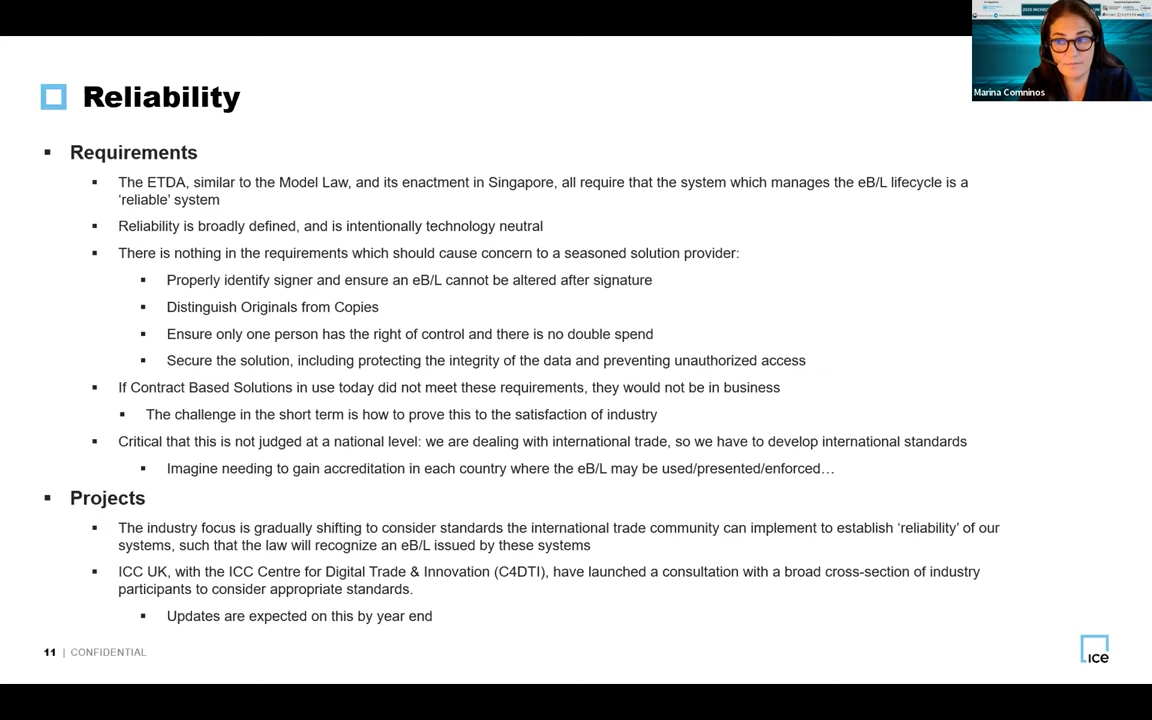 Marina Comninos
Reliability
Requirements
The ETDA, similar to the Model Law, and its enactment in Singapore, all require that the system which manages the eB/L lifecycle is a
‘reliable’ system
Reliability is broadly defined, and is intentionally technology neutral
There is nothing in the requirements which should cause concern to a seasoned solution provider:
Properly identify signer and ensure an eB/L cannot be altered after signature
Distinguish Originals from Copies
Ensure only one person has the right of control and there is no double spend
Secure the solution, including protecting the integrity of the data and preventing unauthorized access
If Contract Based Solutions in use today did not meet these requirements, they would not be in business
The challenge in the short term is how to prove this to the satisfaction of industry
Critical that this is not judged at a national level: we are dealing with international trade, so we have to develop international standards
Imagine needing to gain accreditation in each country where the eB/L may be used/presented/enforced…
Projects
The industry focus is gradually shifting to consider standards the international trade community can implement to establish ‘reliability’ of our
systems, such that the law will recognize an eB/L issued by these systems
ICC UK, with the ICC Centre for Digital Trade & Innovation (C4DTI), have launched a consultation with a broad cross-section of industry
participants to consider appropriate standards.
Updates are expected on this by year end
11 | CONFIDENTIAL
ice